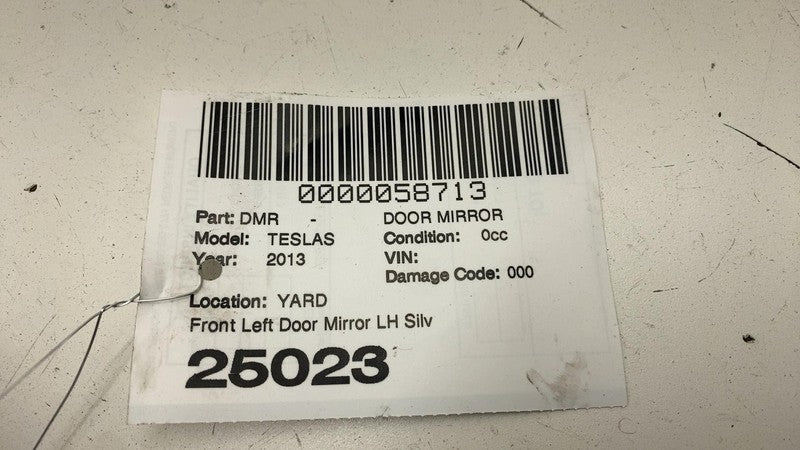 0000058713
Part: DMR - DOOR MIRROR
Model: TESLAS Condition: 0cc
Year: 2013 VIN:
Damage Code: 000
Location: YARD
Front Left Door Mirror LH Silv
25023